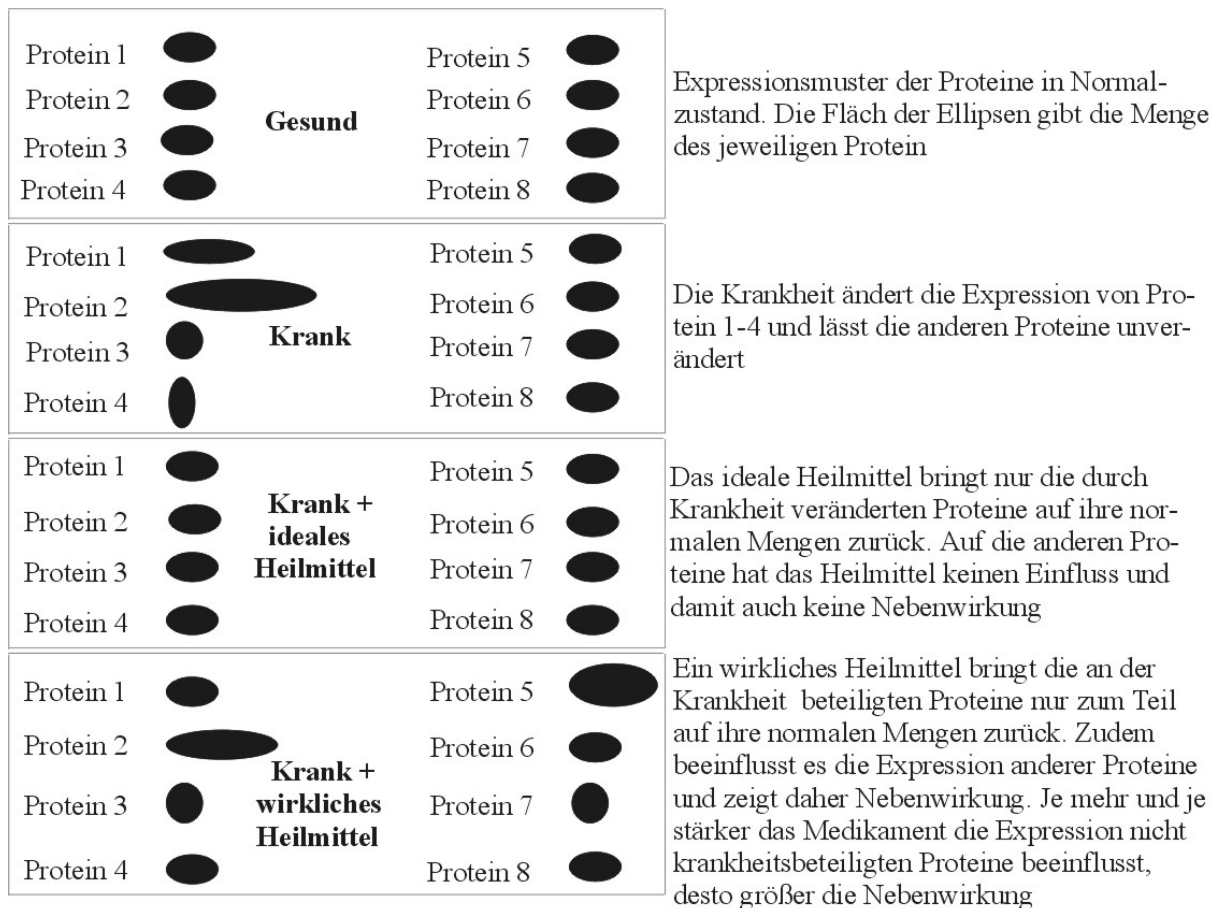 Protein 1
Protein 2
Protein 3
Protein 4
Gesund
Protein 5
Protein 6
Protein 7
Protein 8
Expressionsmuster der Proteine in Normal-
zustand. Die Fläch der Ellipsen gibt die Menge
des jeweiligen Protein
Protein 1
Protein 2
Protein 3
Protein 4
Krank
Protein 5
Protein 6
Protein 7
Protein 8
Die Krankheit ändert die Expression von Pro-
tein 1-4 und lässt die anderen Proteine unver-
ändert
Protein 1
Protein 2
Protein 3
Protein 4
Krank +
ideales
Heilmittel
Protein 5
Protein 6
Protein 7
Protein 8
Das ideale Heilmittel bringt nur die durch
Krankheit veränderten Proteine auf ihre nor-
malen Mengen zurück. Auf die anderen Pro-
teine hat das Heilmittel keinen Einfluss und
damit auch keine Nebenwirkung
Protein 1
Protein 2
Protein 3
Protein 4
Krank +
wirkliches
Heilmittel
Protein 5
Protein 6
Protein 7
Protein 8
Ein wirkliches Heilmittel bringt die an der
Krankheit beteiligten Proteine nur zum Teil
auf ihre normalen Mengen zurück. Zudem
beeinflusst es die Expression anderer Proteine
und zeigt daher Nebenwirkung. Je mehr und je
stärker das Medikament die Expression nicht
krankheitsbeteiligten Proteine beeinflusst,
desto größer die Nebenwirkung